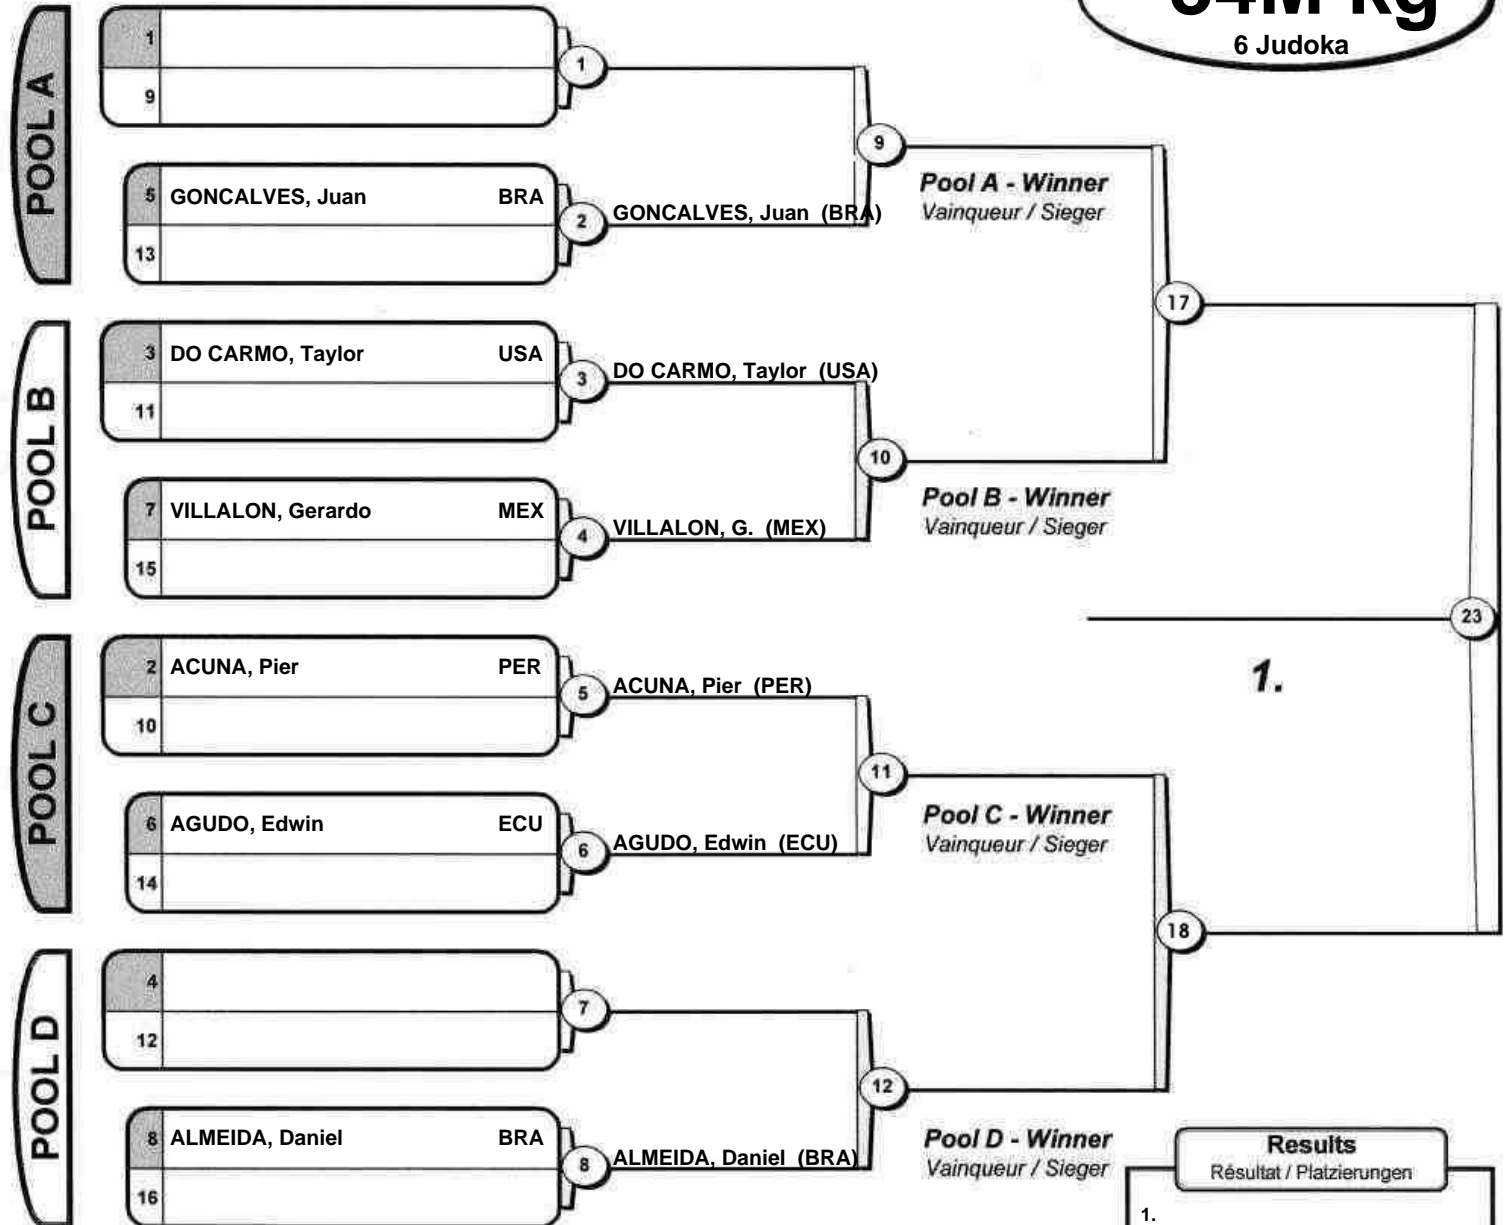 6 Judoka
POOL A
1
9
1
5 GONCALVES, Juan BRA
13
2
GONCALVES, Juan (BRA)
9
Pool A - Winner
Vainqueur / Sieger
17
POOL B
3 DO CARMO, Taylor USA
11
3
DO CARMO, Taylor (USA)
7 VILLALON, Gerardo MEX
15
4
VILLALON, G. (MEX)
10
Pool B - Winner
Vainqueur / Sieger
23
1.
POOL C
2 ACUNA, Pier PER
10
5
ACUNA, Pier (PER)
6 AGUDO, Edwin ECU
14
6
AGUDO, Edwin (ECU)
11
Pool C - Winner
Vainqueur / Sieger
18
POOL D
4
12
7
8 ALMEIDA, Daniel BRA
16
8
ALMEIDA, Daniel (BRA)
12
Pool D - Winner
Vainqueur / Sieger
Results
Résultat / Platzierungen
1.